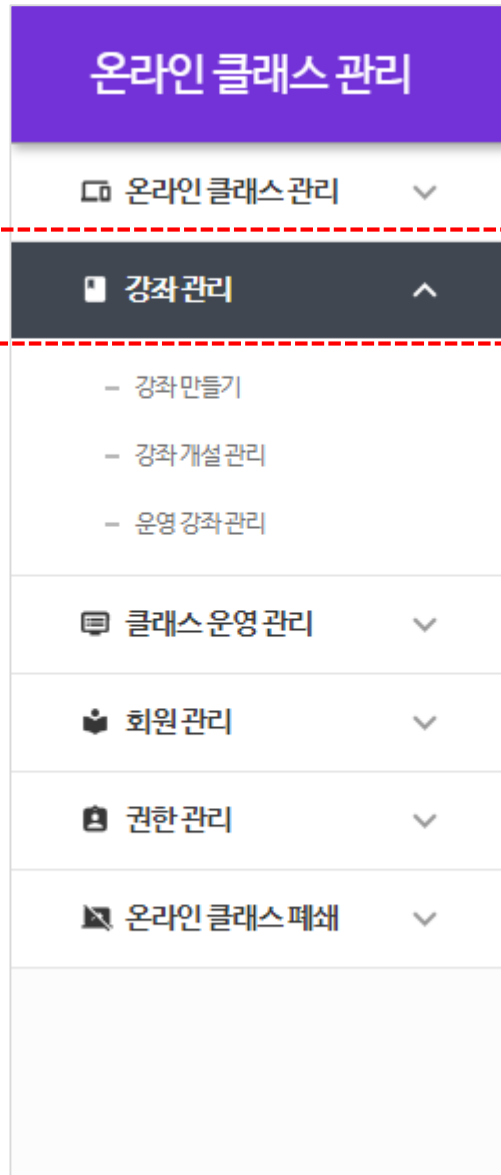 온라인 클래스 관리
온라인 클래스 관리
강좌 관리
– 강좌 만들기
– 강좌 개설 관리
– 운영 강좌 관리
클래스 운영 관리
회원 관리
권한 관리
온라인 클래스 폐쇄